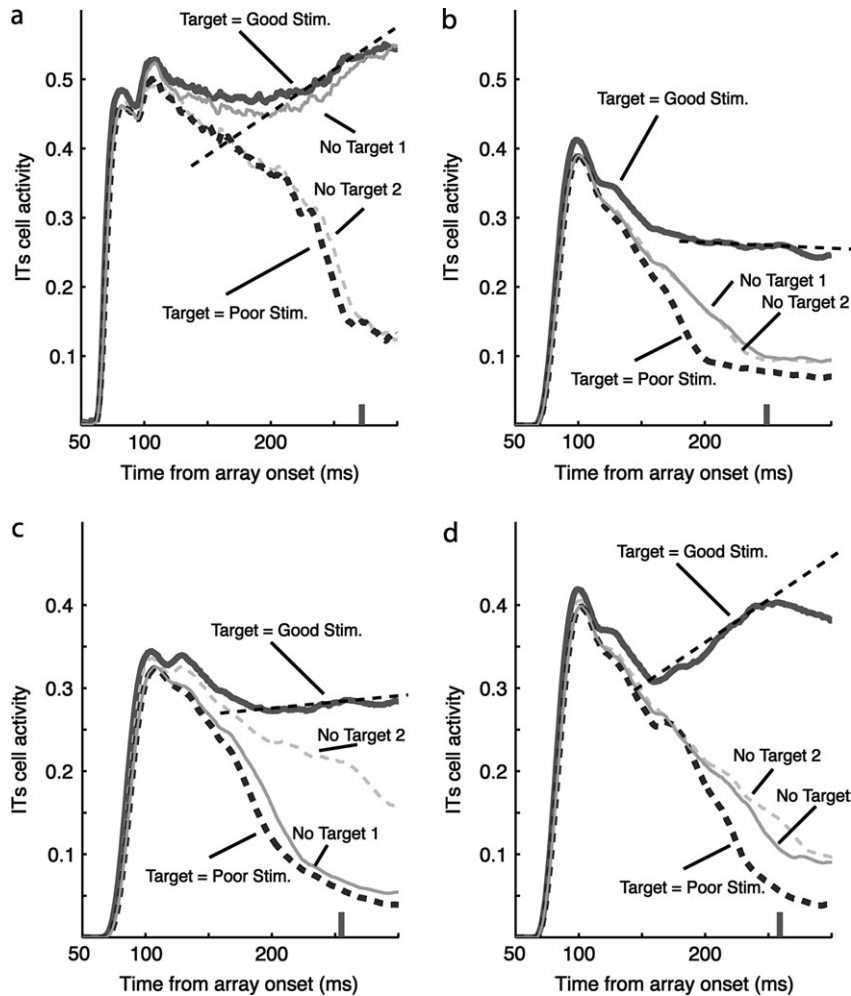 a
Target = Good Stim.
0.5
No Target 1
0.4
No Target 2
0.3
0.2
Target = Poor Stim.
0.1
ITs cell activity
50 100 200
Time from array onset (ms)
b
0.5
Target = Good Stim.
0.4
0.3
No Target 1
0.2
No Target 2
0.1
Target = Poor Stim.
ITs cell activity
50 100 200
Time from array onset (ms)
c
0.4
Target = Good Stim.
0.3
No Target 2
0.2
No Target 1
0.1
Target = Poor Stim.
ITs cell activity
50 100 200
Time from array onset (ms)
d
Target = Good Stim.
0.4
0.3
No Target 2
0.2
No Target
0.1
Target = Poor Stim.
ITs cell activity
50 100 200
Time from array onset (ms)